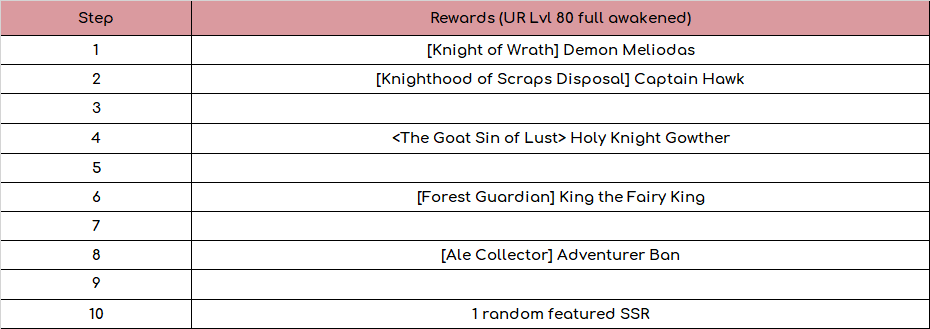 Step Rewards (UR Lvl 80 full awakened)
1 [Knight of Wrath] Demon Meliodas
2 [Knighthood of Scraps Disposal] Captain Hawk
3
4 <The Goat Sin of Lust> Holy Knight Gowther
5
6 [Forest Guardian] King the Fairy King
7
8 [Ale Collector] Adventurer Ban
9
10 1 random featured SSR